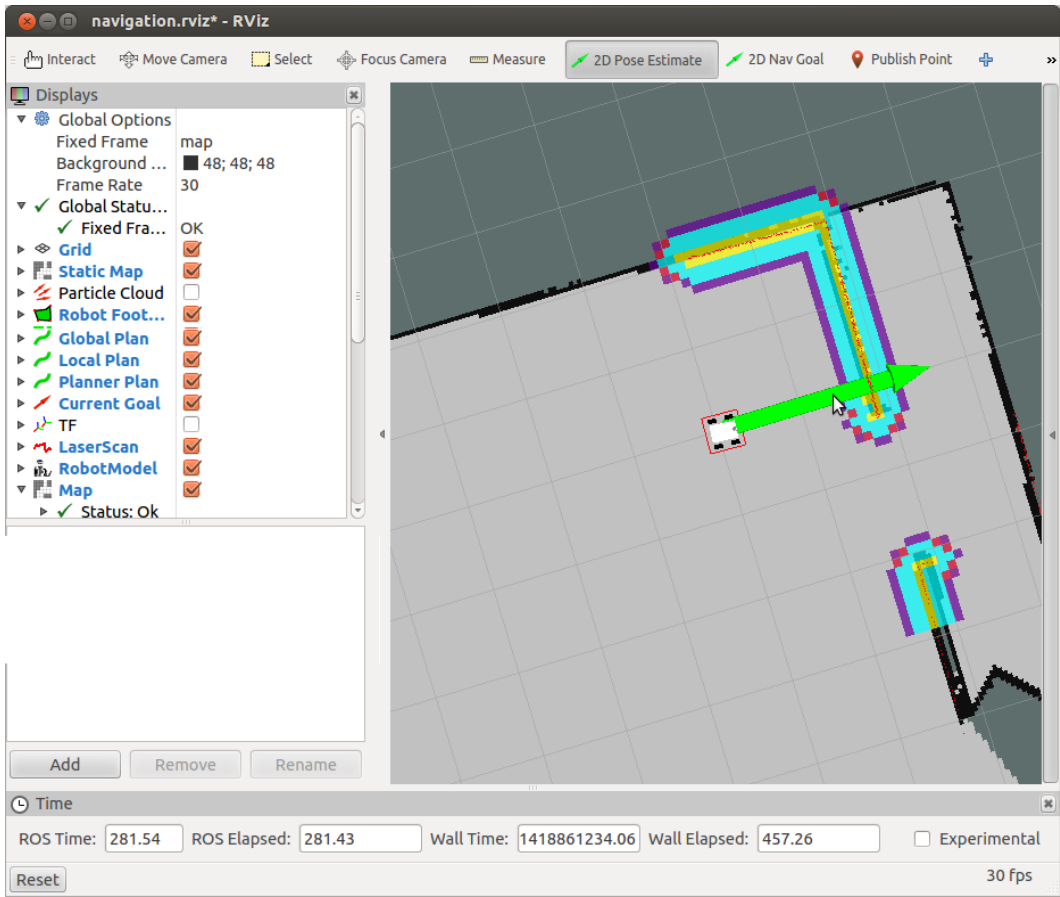 navigation.rviz* - RViz
Interact Move Camera Select Focus Camera Measure 2D Pose Estimate 2D Nav Goal Publish Point »
Displays
Global Options
Fixed Frame map
Background ... 48; 48; 48
Frame Rate 30
Global Statu...
Fixed Fra... OK
Grid
Static Map
Particle Cloud
Robot Foot...
Global Plan
Local Plan
Planner Plan
Current Goal
TF
LaserScan
RobotModel
Map
Status: Ok
Add Remove Rename
Time
ROS Time: 281.54 ROS Elapsed: 281.43 Wall Time: 1418861234.06 Wall Elapsed: 457.26 Experimental
Reset 30 fps